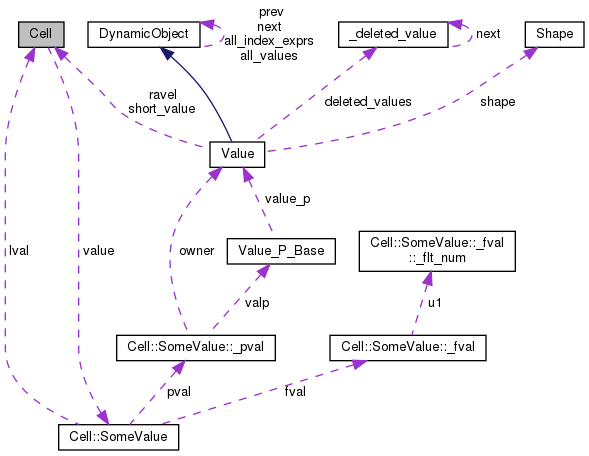 prev
next
all_index_exprs
all_values
Cell
DynamicObject
_deleted_value
next
Shape
ravel
short_value
deleted_values
shape
Value
value_p
lval
value
owner
Value_P_Base
Cell::SomeValue::_fval
::_flt_num
valp
u1
Cell::SomeValue::_pval
Cell::SomeValue::_fval
pval
fval
Cell::SomeValue